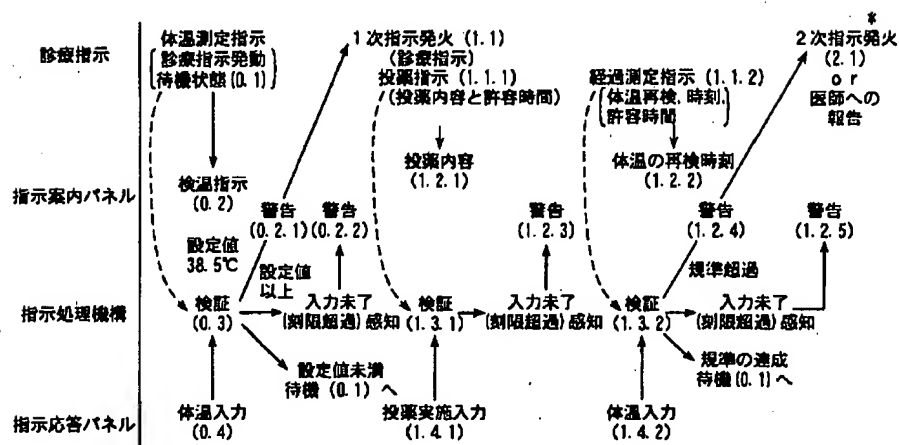 診療指示
体温測定指示
診療指示発動
待機状態(0.1)
1次指示発火 (1.1)
(診療指示)
投薬指示 (1.1.1)
(投薬内容と許容時間)
経過測定指示 (1.1.2)
体温再検,時刻,
許容時間
*
2次指示発火
(2.1)
or
医師への
報告
指示案内パネル
検温指示
(0.2)
投薬内容
(1.2.1)
体温の再検時刻
(1.2.2)
警告
(0.2.1)
警告
(0.2.2)
警告
(1.2.3)
警告
(1.2.4)
警告
(1.2.5)
設定値
38.5℃
設定値
以上
規準超過
指示処理機構
検証
(0.3)
入力未了
(刻限超過)感知
検証
(1.3.1)
入力未了
(刻限超過)感知
検証
(1.3.2)
入力未了
(刻限超過)感知
設定値未満
待機 (0.1) へ
規準の達成
待機(0.1)へ
指示応答パネル
体温入力
(0.4)
投薬実施入力
(1.4.1)
体温入力
(1.4.2)